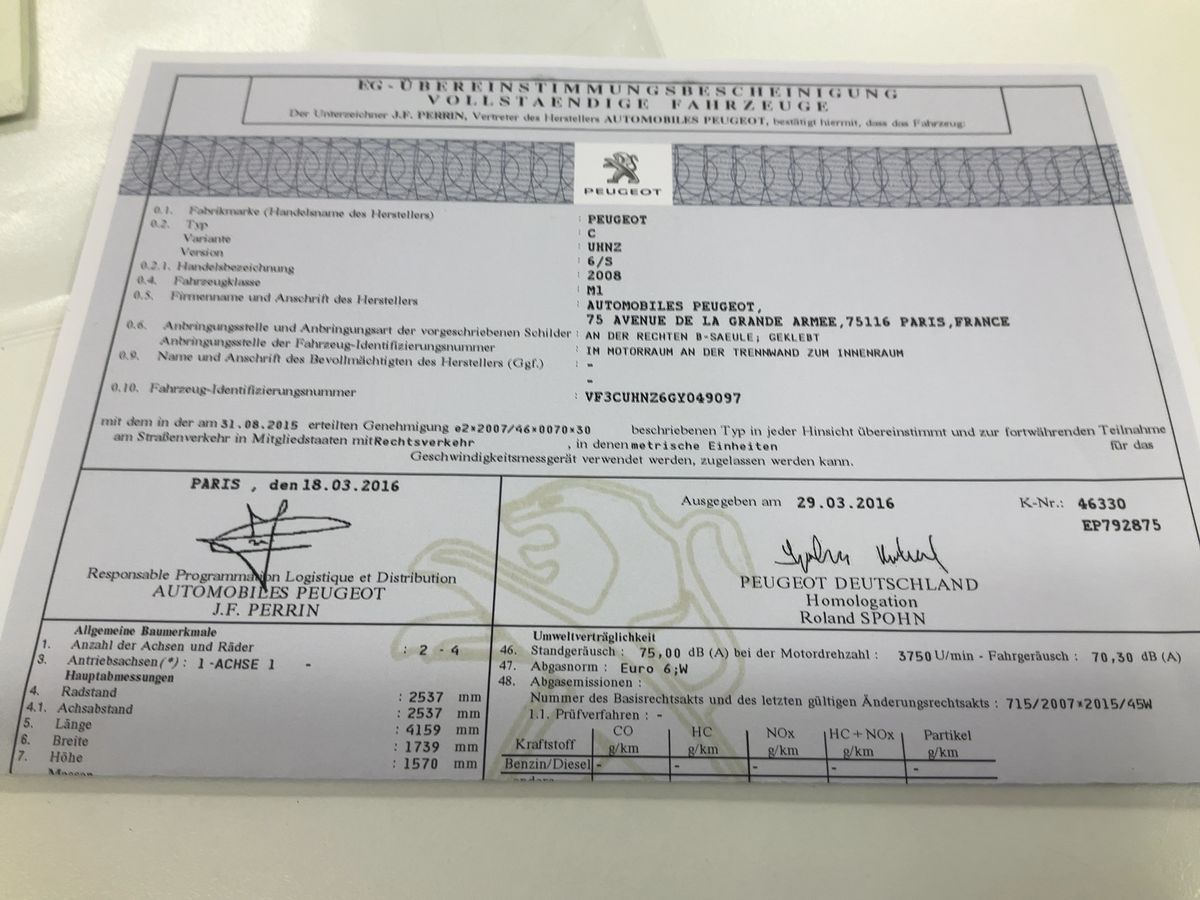 EG-ÜBEREINSTIMMUNGSBESCHEINIGUNG
VOLLSTAENDIGE FAHRZEUGE
Der Unterzeichner J.F. PERRIN, Vertreter des Herstellers AUTOMOBILES PEUGEOT, bestätigt hiermit, dass das Fahrzeug:
PEUGEOT
0.1. Fabrikmarke (Handelsname des Herstellers) : PEUGEOT
0.2. Typ : C
Variante : UHNZ
Version : 6/S
0.2.1. Handelsbezeichnung : 2008
0.4. Fahrzeugklasse : M1
0.5. Firmenname und Anschrift des Herstellers : AUTOMOBILES PEUGEOT,
75 AVENUE DE LA GRANDE ARMEE,75116 PARIS,FRANCE
0.6. Anbringungsstelle und Anbringungsart der vorgeschriebenen Schilder : AN DER RECHTEN B-SAEULE; GEKLEBT
Anbringungsstelle der Fahrzeug-Identifizierungsnummer : IM MOTORRAUM AN DER TRENNWAND ZUM INNENRAUM
0.9. Name und Anschrift des Bevollmächtigten des Herstellers (Ggf.) : -
-
0.10. Fahrzeug-Identifizierungsnummer : VF3CUHNZ6GY049097
mit dem in der am 31.08.2015 erteilten Genehmigung e2*2007/46*0070*30 beschriebenen Typ in jeder Hinsicht übereinstimmt und zur fortwährenden Teilnahme
am Straßenverkehr in Mitgliedstaaten mit Rechtsverkehr , in denen metrische Einheiten für das
Geschwindigkeitsmessgerät verwendet werden, zugelassen werden kann.
PARIS , den 18.03.2016
Responsable Programmation Logistique et Distribution
AUTOMOBILES PEUGEOT
J.F. PERRIN
Ausgegeben am 29.03.2016 K-Nr.: 46330
EP792875
PEUGEOT DEUTSCHLAND
Homologation
Roland SPOHN
Allgemeine Baumerkmale
1. Anzahl der Achsen und Räder : 2 - 4
3. Antriebsachsen(*) : 1 -ACHSE 1 -
Hauptabmessungen
4. Radstand : 2537 mm
4.1. Achsabstand : 2537 mm
5. Länge : 4159 mm
6. Breite : 1739 mm
7. Höhe : 1570 mm
Massen
Umweltverträglichkeit
46. Standgeräusch : 75,00 dB (A) bei der Motordrehzahl : 3750 U/min - Fahrgeräusch : 70,30 dB (A)
47. Abgasnorm : Euro 6;W
48. Abgasemissionen :
Nummer des Basisrechtsakts und des letzten gültigen Änderungsrechtsakts : 715/2007*2015/45W
1.1. Prüfverfahren : -
Kraftstoff CO g/km HC g/km NOx g/km HC + NOx g/km Partikel g/km
Benzin/Diesel - - - - -